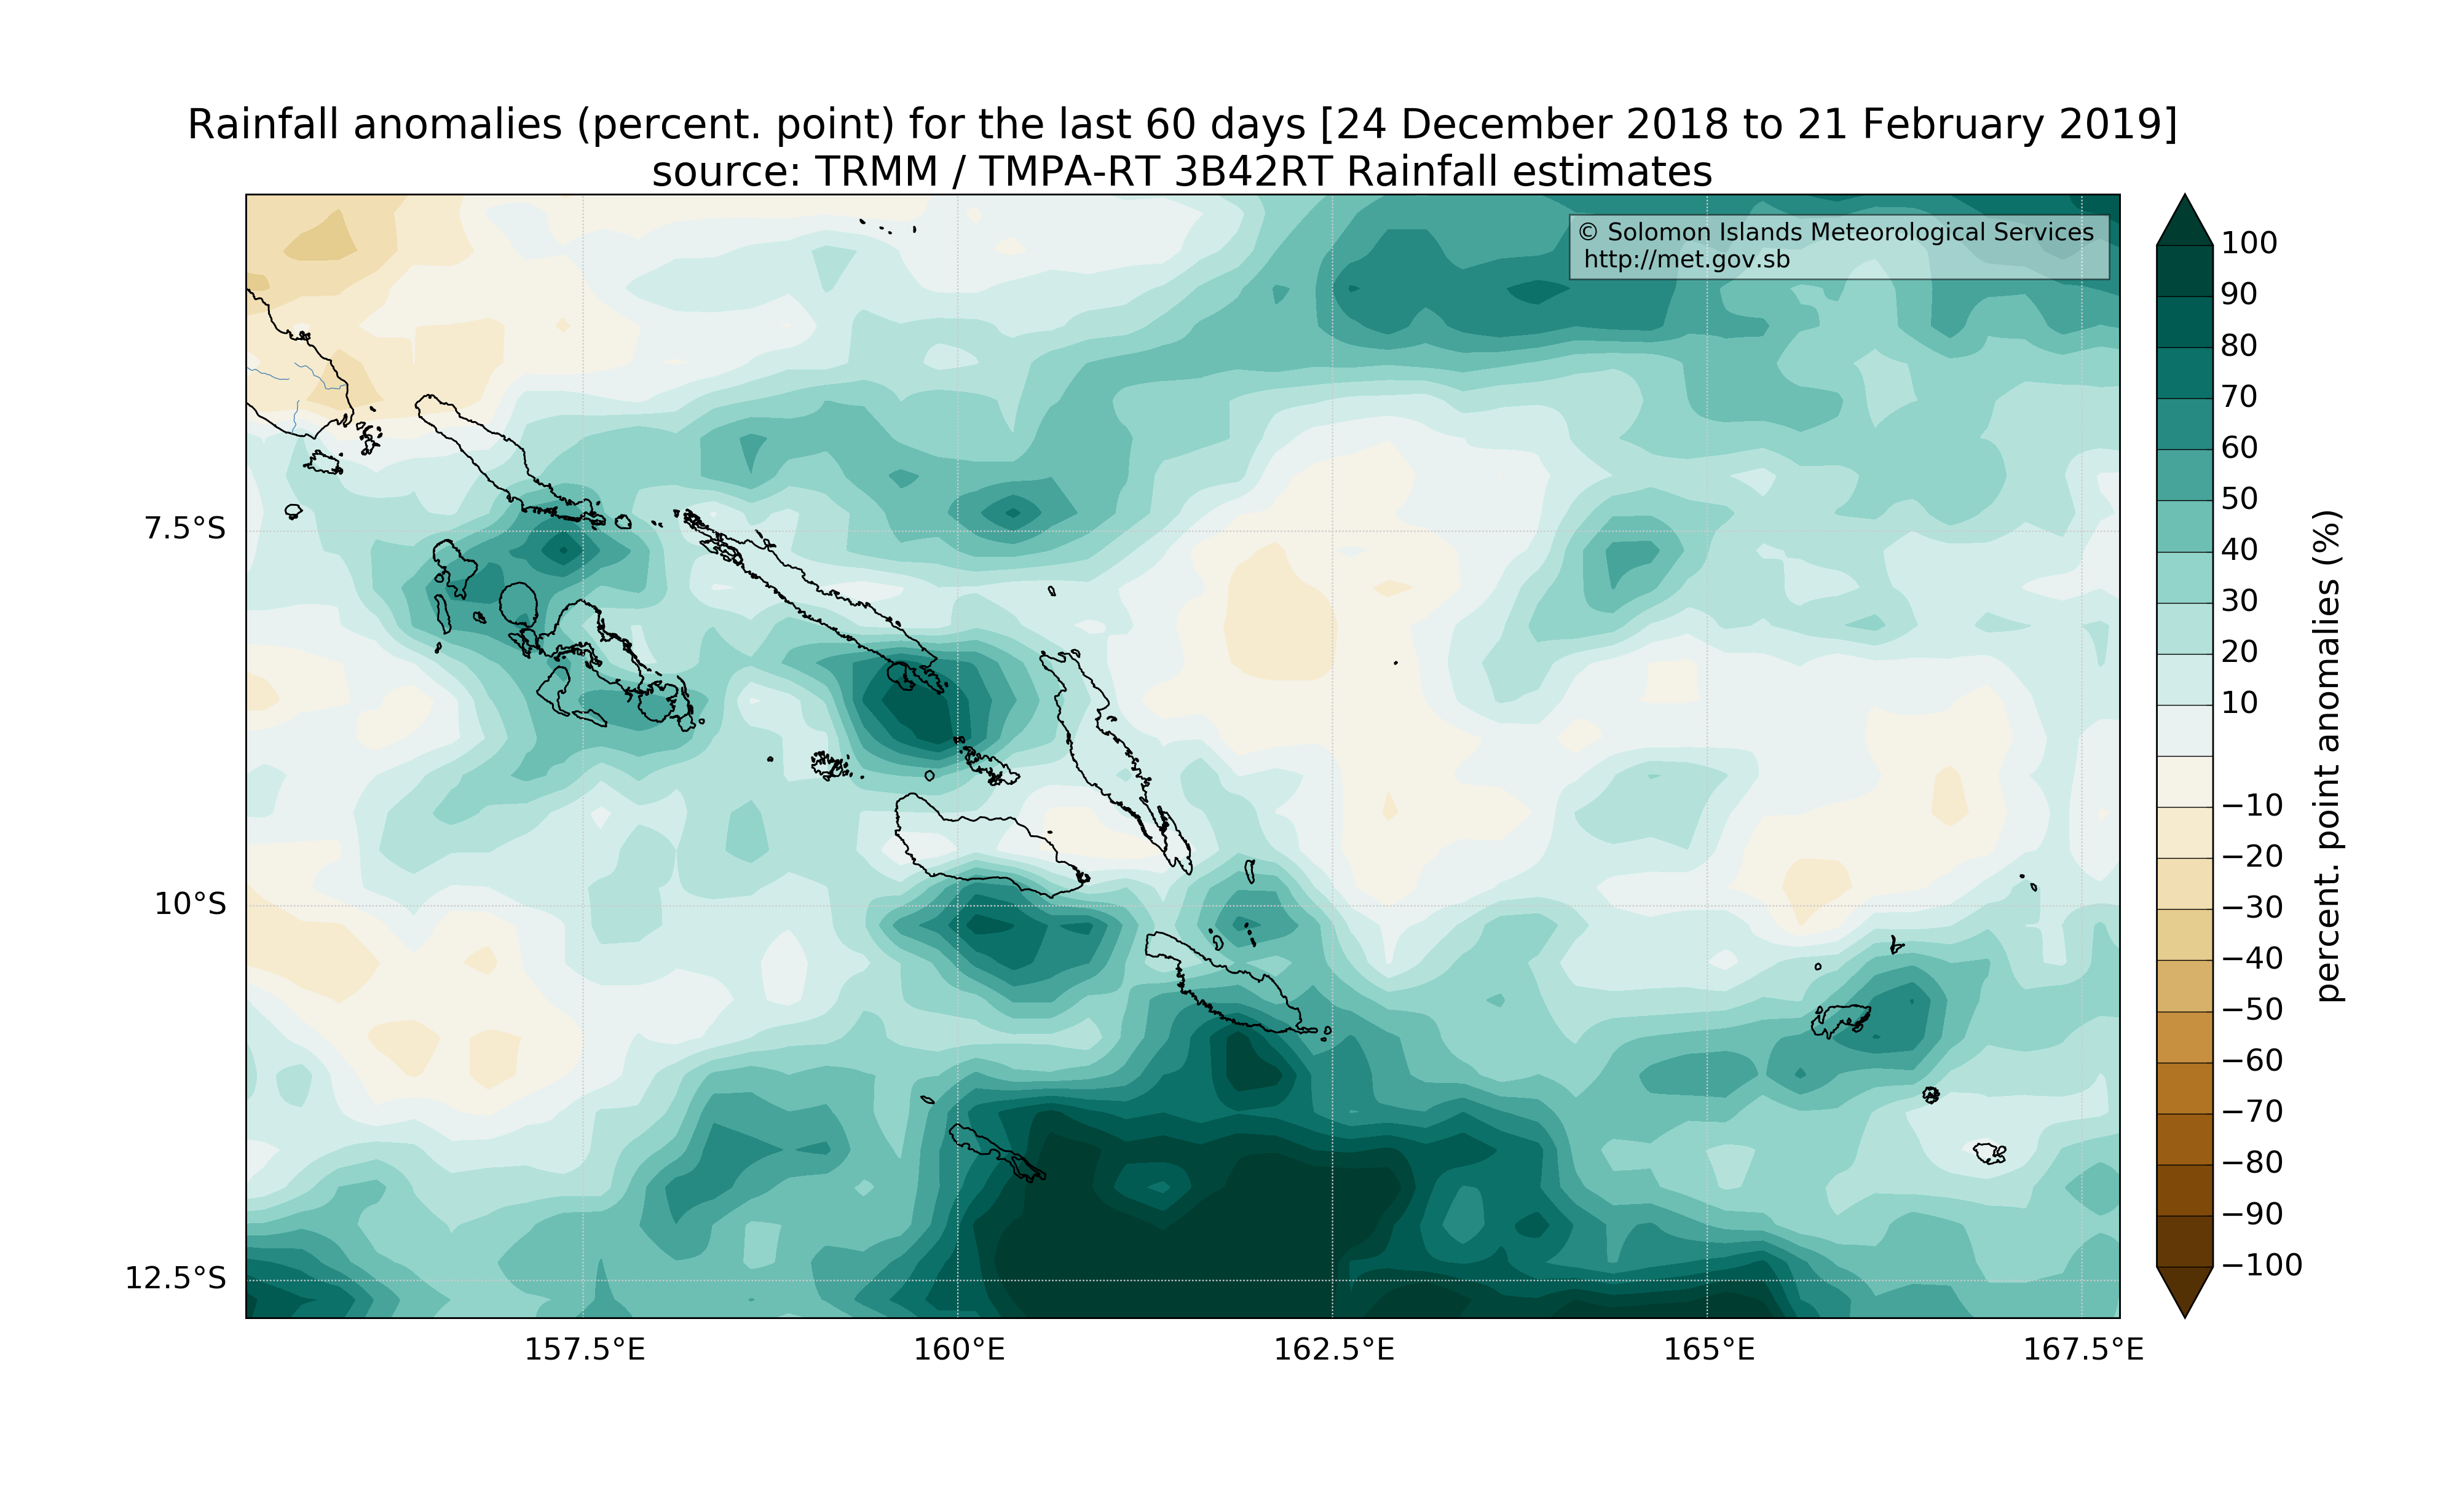 Rainfall anomalies (percent. point) for the last 60 days [24 December 2018 to 21 February 2019]
source: TRMM / TMPA-RT 3B42RT Rainfall estimates
© Solomon Islands Meteorological Services
http://met.gov.sb
7.5°S
10°S
12.5°S
157.5°E
160°E
162.5°E
165°E
167.5°E
100
90
80
70
60
50
40
30
20
10
−10
−20
−30
−40
−50
−60
−70
−80
−90
−100
percent. point anomalies (%)